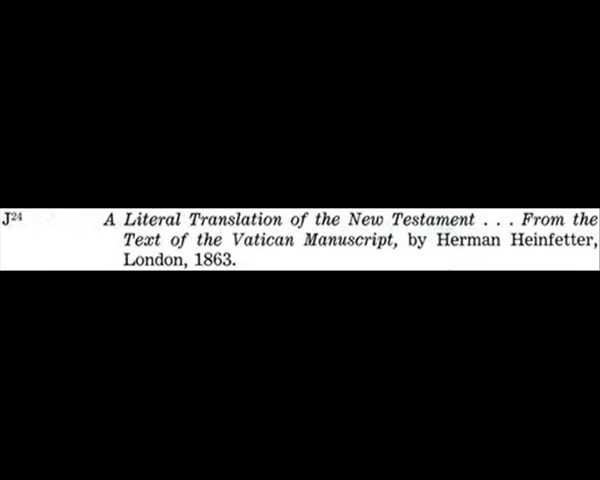 J²⁴ A Literal Translation of the New Testament . . . From the
Text of the Vatican Manuscript, by Herman Heinfetter,
London, 1863.